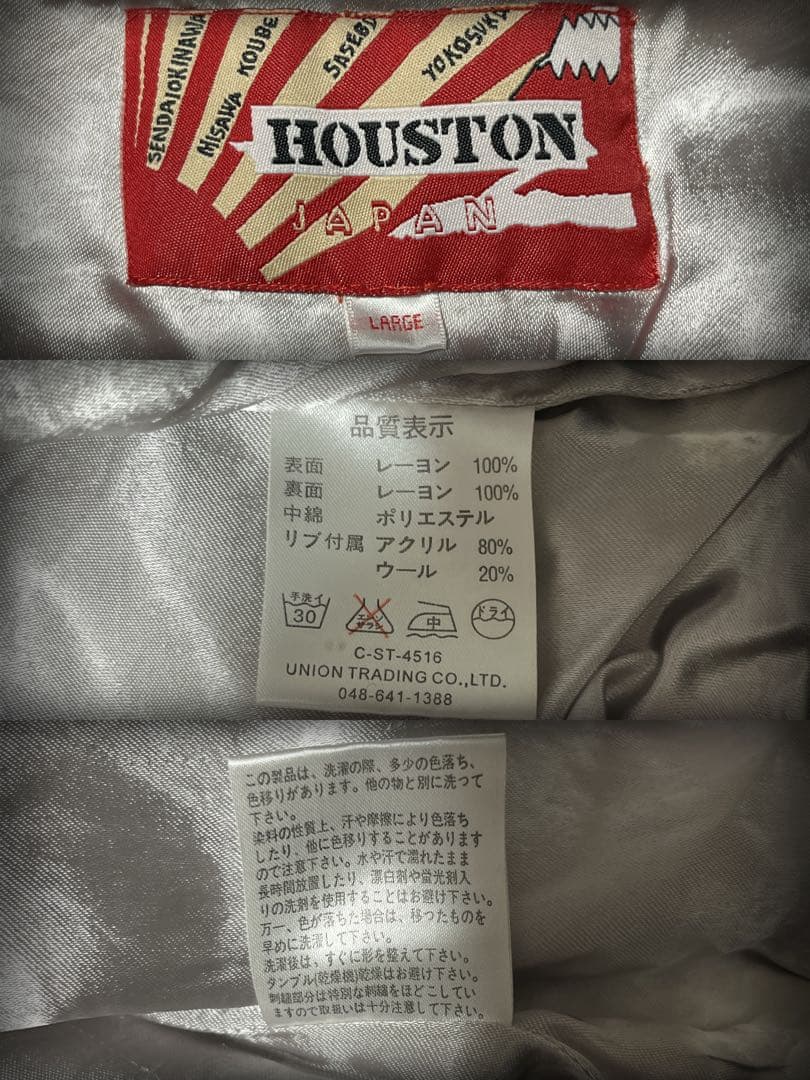 SENDAI OKINAWA
MISAWA KOUBE
SASEBO
YOKOSUKA
HOUSTON
JAPAN
LARGE
品質表示
表面 レーヨン 100%
裏面 レーヨン 100%
中綿 ポリエステル
リブ付属 アクリル 80%
ウール 20%
手洗イ 30 エンソ サラシ 中 ドライ
C-ST-4516
UNION TRADING CO.,LTD.
048-641-1388
この製品は、洗濯の際、多少の色落ち、
色移りがあります。他の物と別に洗って
下さい。
染料の性質上、汗や摩擦により色落ち
したり、他に色移りすることがあります
ので注意下さい。水や汗で濡れたまま
長時間放置したり、漂白剤や蛍光剤入
りの洗剤を使用することはお避け下さい。
万一、色が落ちた場合は、移つたものを
早めに洗濯して下さい。
洗濯後は、すぐに形を整えて下さい。
タンブル(乾燥機)乾燥はお避け下さい。
刺繍部分は特別な刺繍をほどこしてい
ますので取扱いは十分注意して下さい。